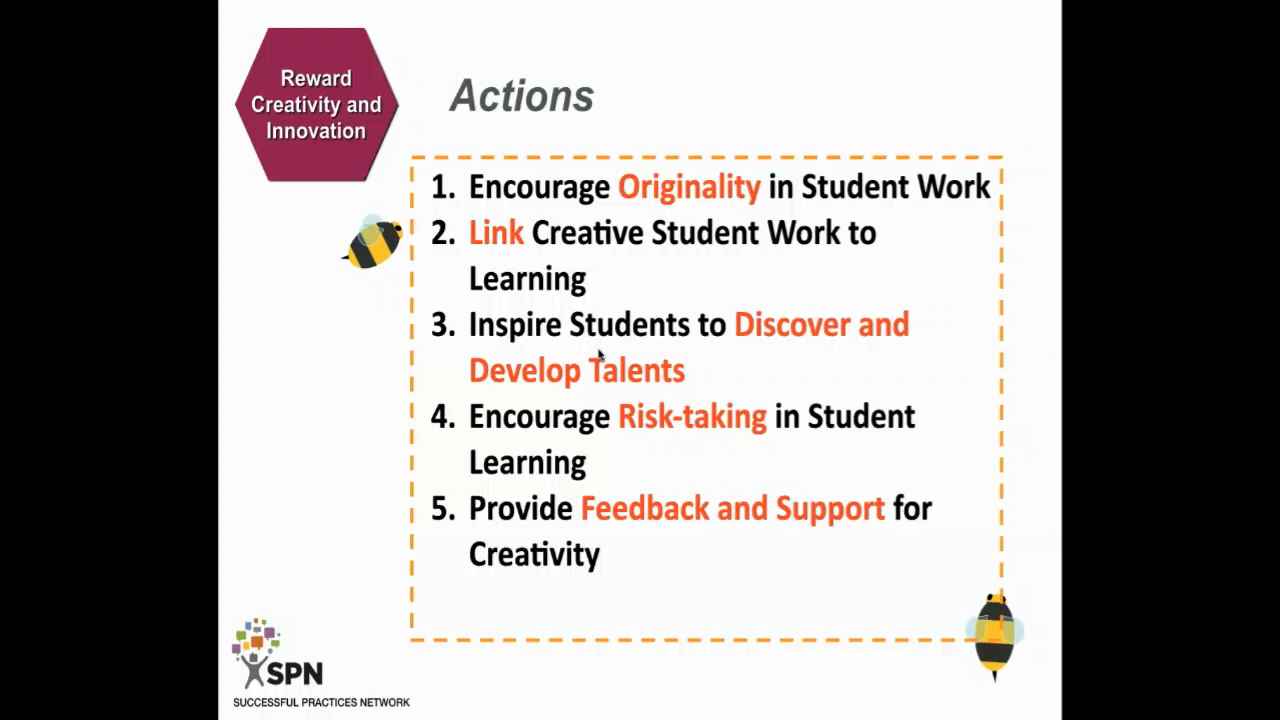 Reward
Creativity and
Innovation
Actions
1. Encourage Originality in Student Work
2. Link Creative Student Work to
Learning
3. Inspire Students to Discover and
Develop Talents
4. Encourage Risk-taking in Student
Learning
5. Provide Feedback and Support for
Creativity
SPN
SUCCESSFUL PRACTICES NETWORK